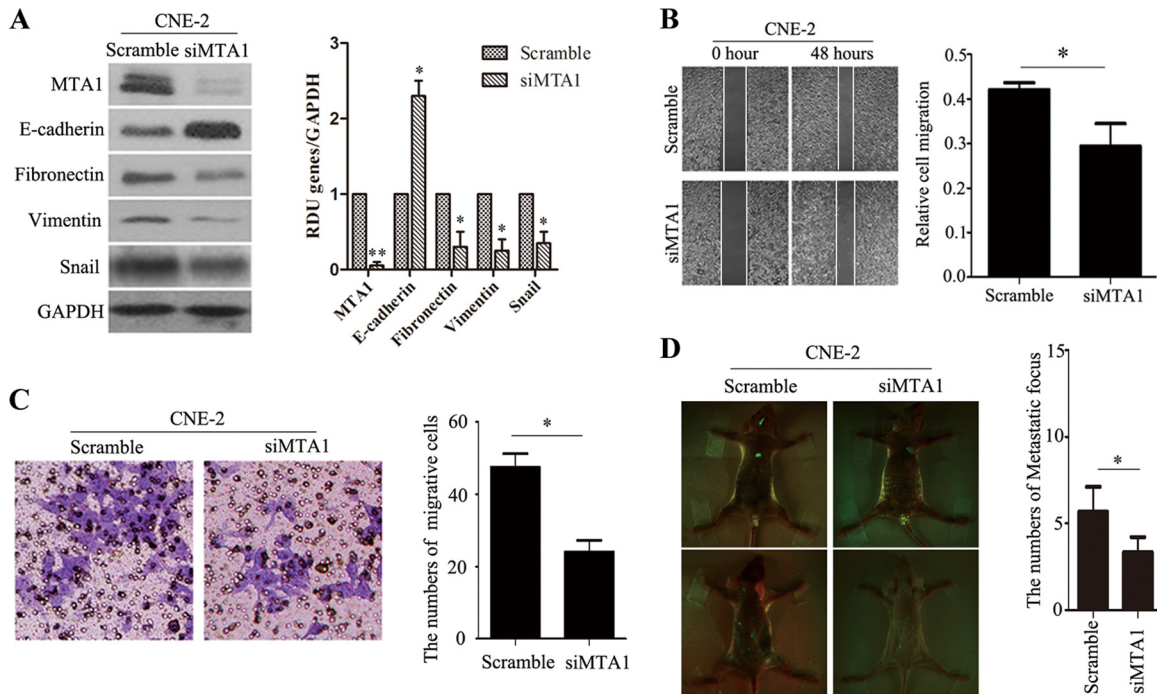 A
CNE-2
Scramble siMTA1
MTA1
E-cadherin
Fibronectin
Vimentin
Snail
GAPDH
RDU genes/GAPDH
3
2
1
0
Scramble
siMTA1
**
*
*
*
*
MTA1
E-cadherin
Fibronectin
Vimentin
Snail
B
CNE-2
0 hour 48 hours
Scramble
siMTA1
Relative cell migration
0.5
0.4
0.3
0.2
0.1
0.0
*
Scramble siMTA1
C
CNE-2
Scramble siMTA1
The numbers of migrative cells
60
40
20
0
*
Scramble siMTA1
D
CNE-2
Scramble siMTA1
The numbers of Metastatic focus
15
10
5
0
*
Scramble
siMTA1